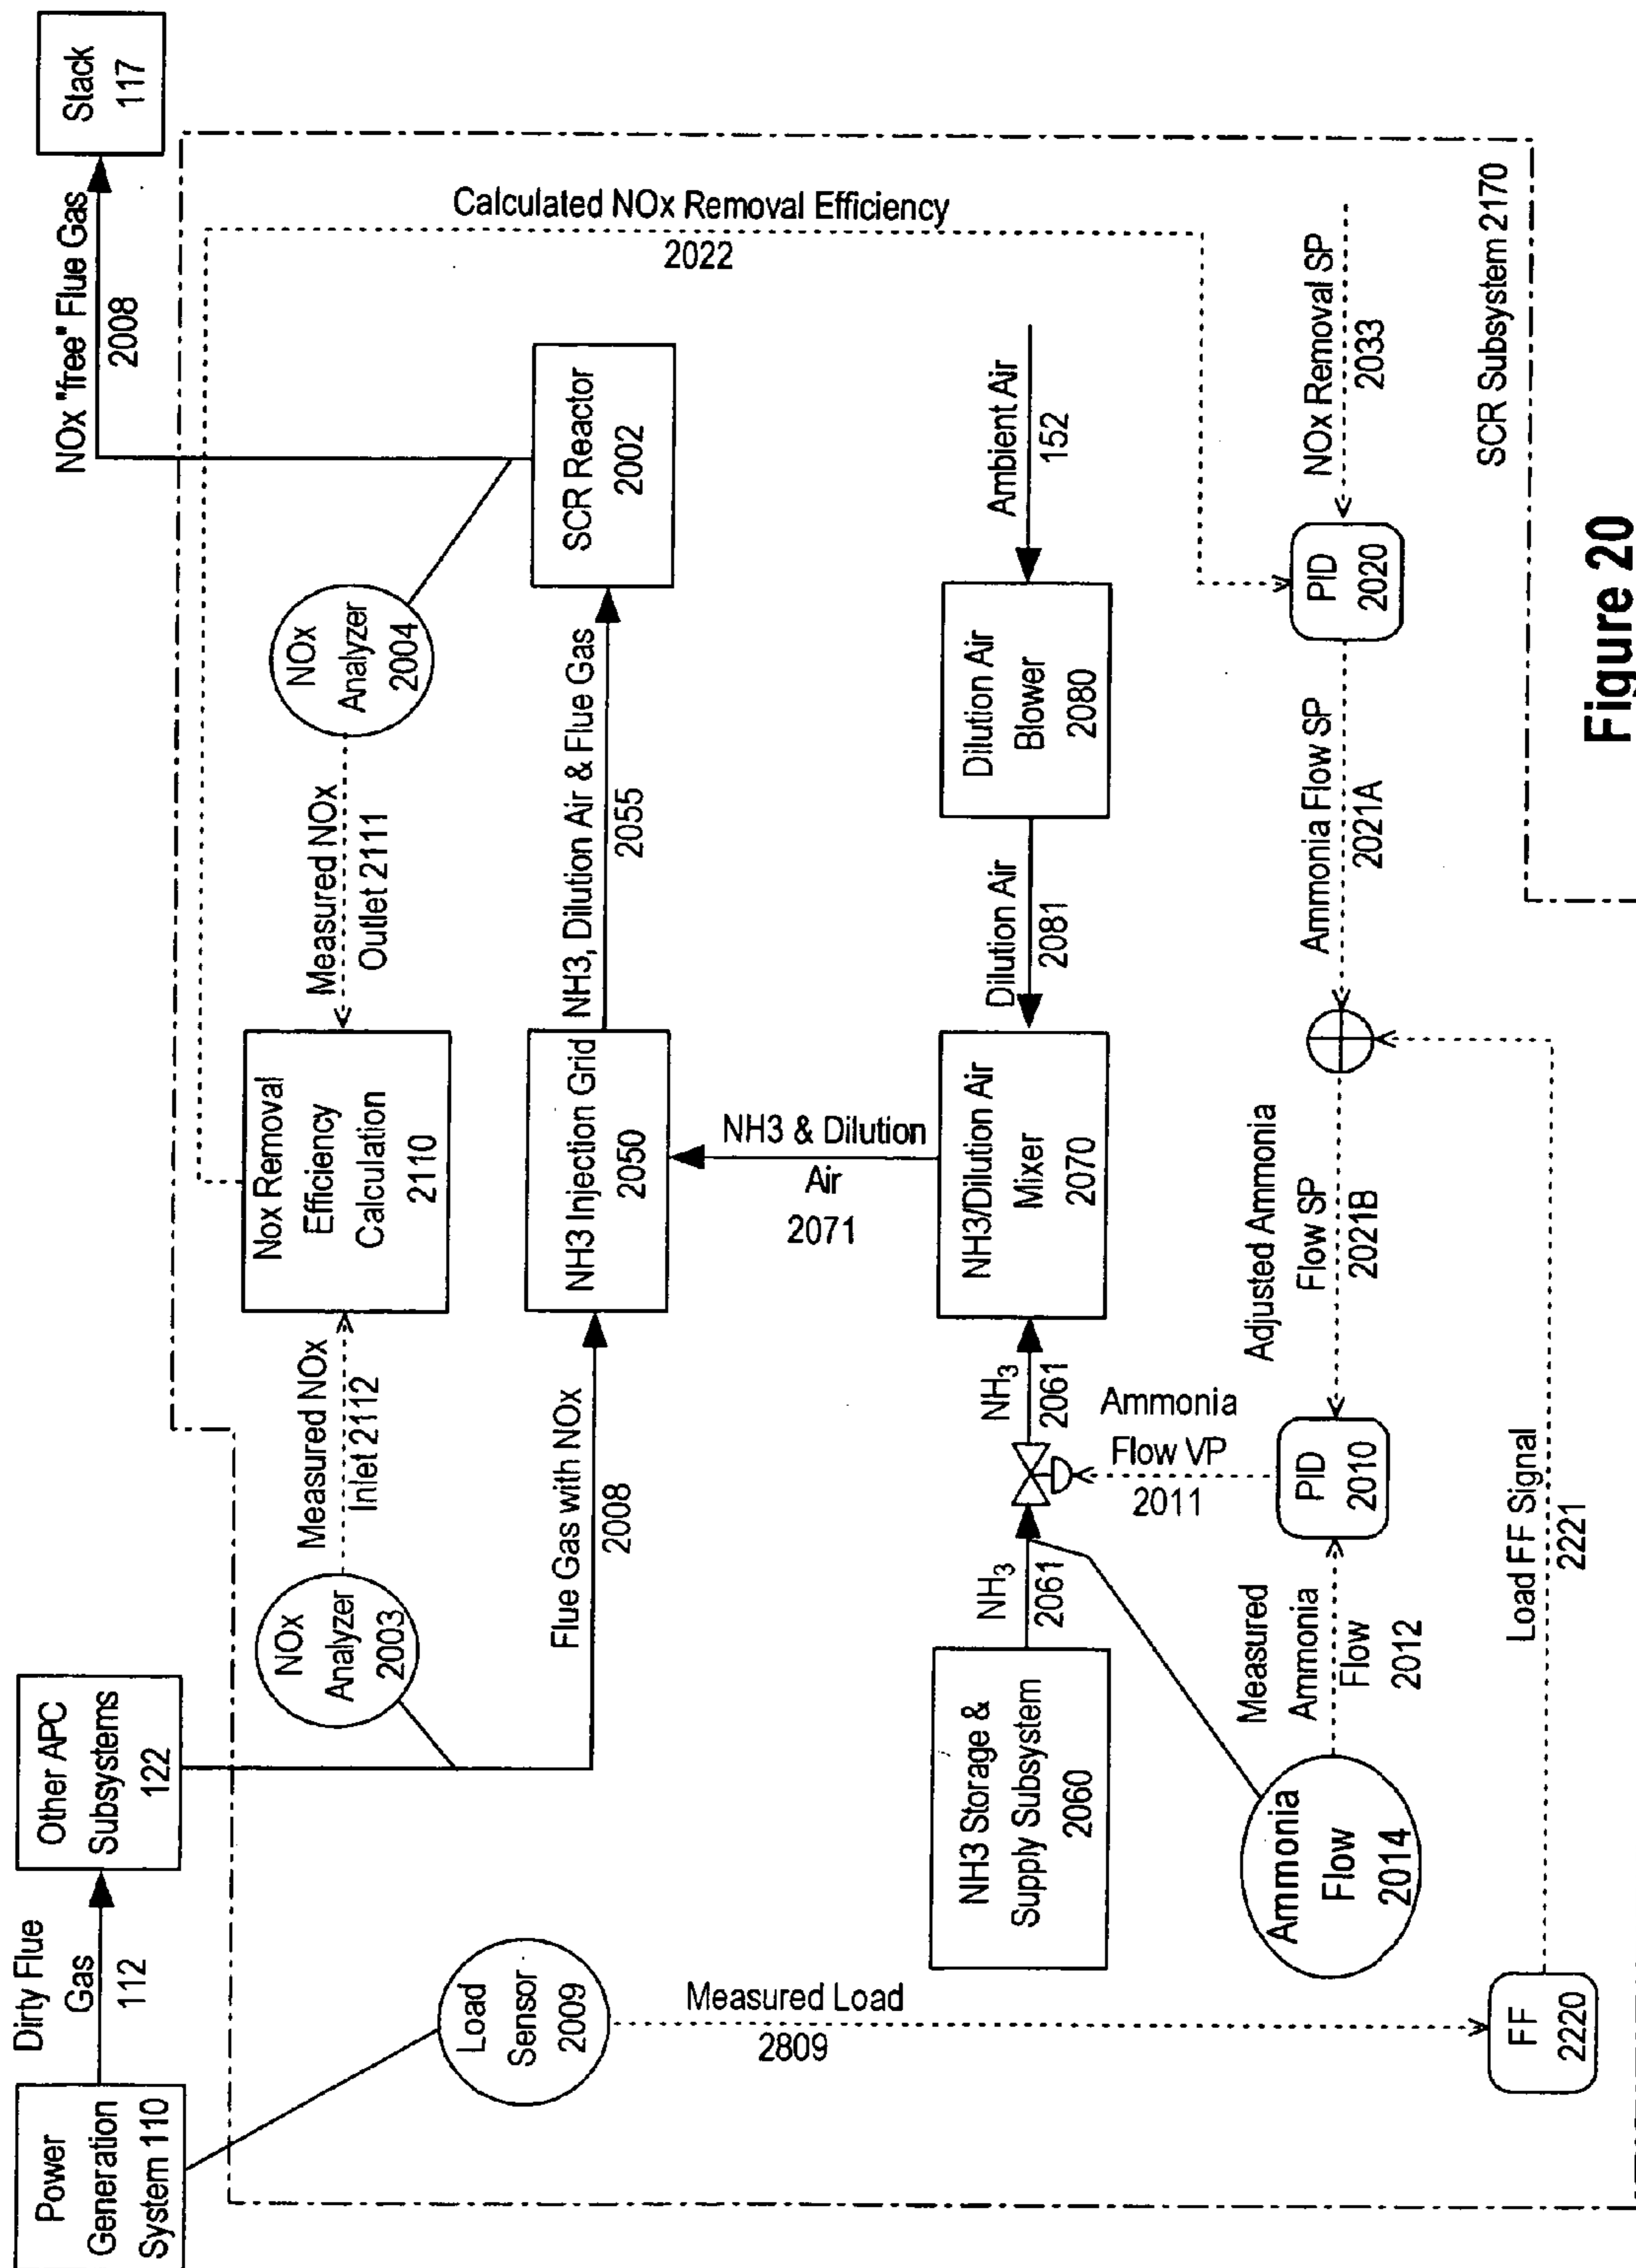 Power
Generation
System 110
Dirty Flue
Gas
112
Other APC
Subsystems
122
NOx "free" Flue Gas
2008
Stack
117
Load
Sensor
2009
Measured Load
2809
NOx
Analyzer
2003
Measured NOx
Inlet 2112
Nox Removal
Efficiency
Calculation
2110
Measured NOx
Outlet 2111
NOx
Analyzer
2004
Calculated NOx Removal Efficiency
2022
Flue Gas with NOx
2008
NH3 Injection Grid
2050
NH3, Dilution Air & Flue Gas
2055
SCR Reactor
2002
NH3 & Dilution
Air
2071
NH3 Storage &
Supply Subsystem
2060
NH3
2061
NH3
2061
NH3/Dilution Air
Mixer
2070
Dilution Air
2081
Dilution Air
Blower
2080
Ambient Air
152
Ammonia
Flow VP
2011
Ammonia
Flow
2014
Measured
Ammonia
Flow
2012
PID
2010
Adjusted Ammonia
Flow SP
2021B
Ammonia Flow SP
2021A
PID
2020
NOx Removal SP
2033
FF
2220
Load FF Signal
2221
SCR Subsystem 2170
Figure 20